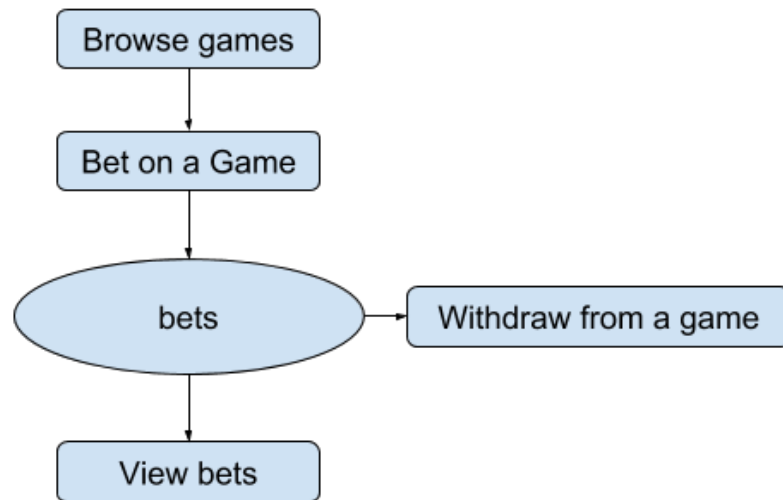 Browse games
Bet on a Game
bets
Withdraw from a game
View bets